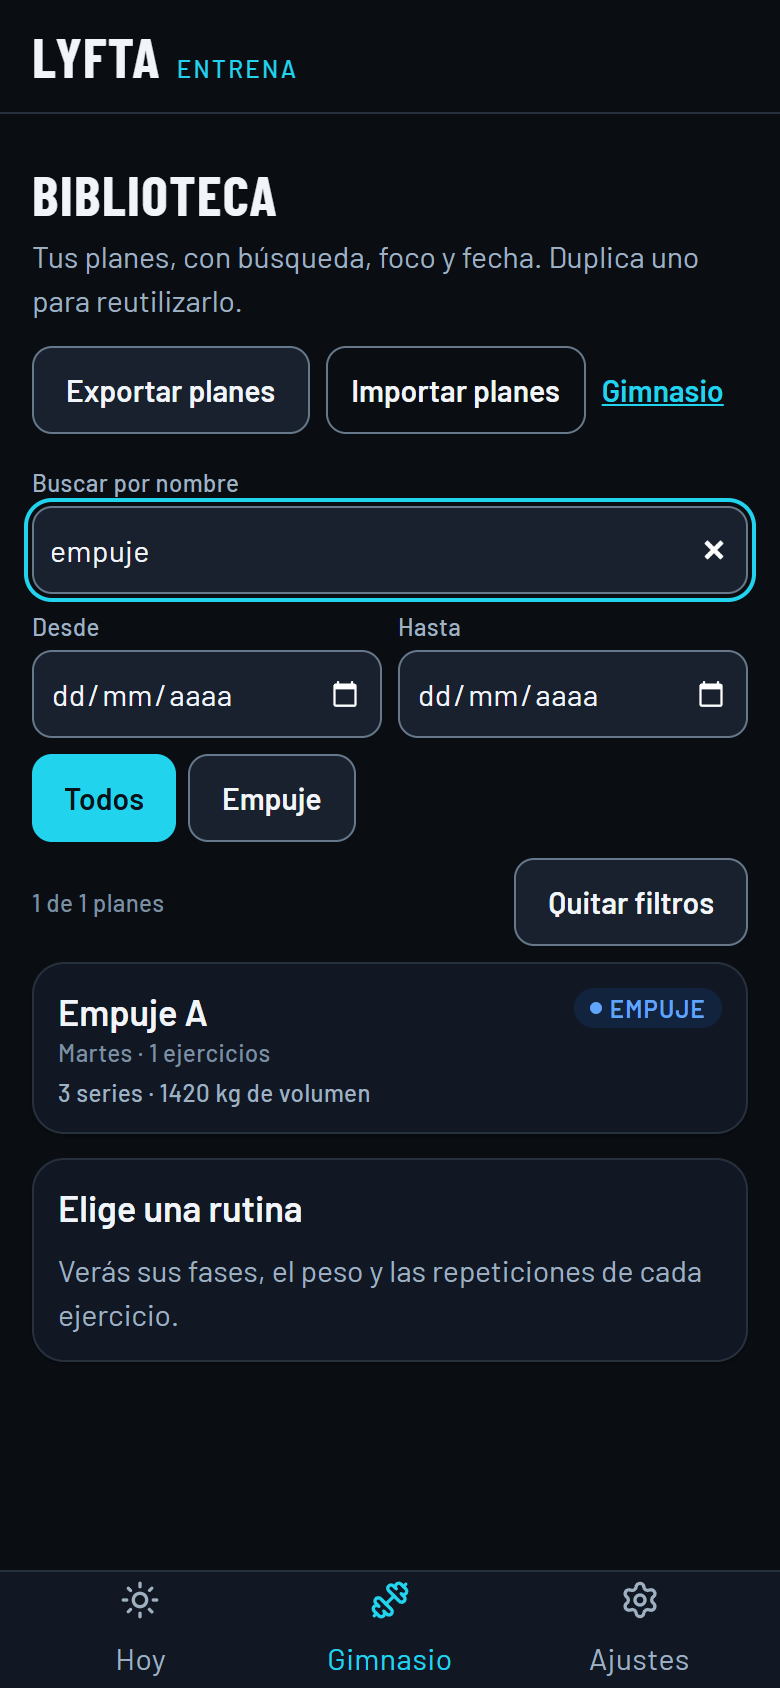 LYFTA ENTRENA
BIBLIOTECA
Tus planes, con búsqueda, foco y fecha. Duplica uno
para reutilizarlo.
Exportar planes
Importar planes
Gimnasio
Buscar por nombre
empuje
Desde
Hasta
dd/mm/aaaa
dd/mm/aaaa
Todos
Empuje
1 de 1 planes
Quitar filtros
Empuje A
EMPUJE
Martes · 1 ejercicios
3 series · 1420 kg de volumen
Elige una rutina
Verás sus fases, el peso y las repeticiones de cada
ejercicio.
Hoy
Gimnasio
Ajustes